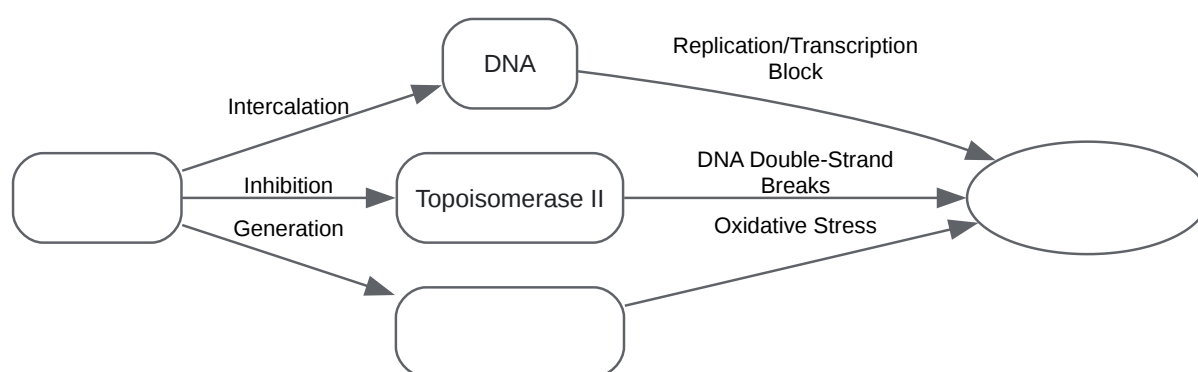 Replication/Transcription
Block
DNA
Intercalation
DNA Double-Strand
Breaks
Inhibition
Topoisomerase II
Generation
Oxidative Stress